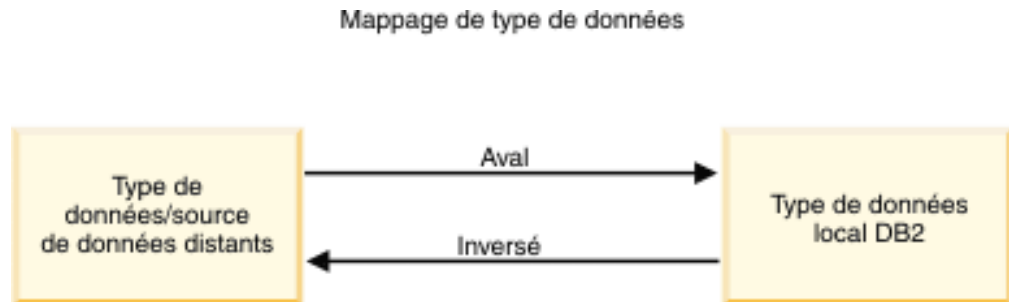 Mappage de type de données
Aval
Type de
données/source
de données distants
Type de données
local DB2
Inversé